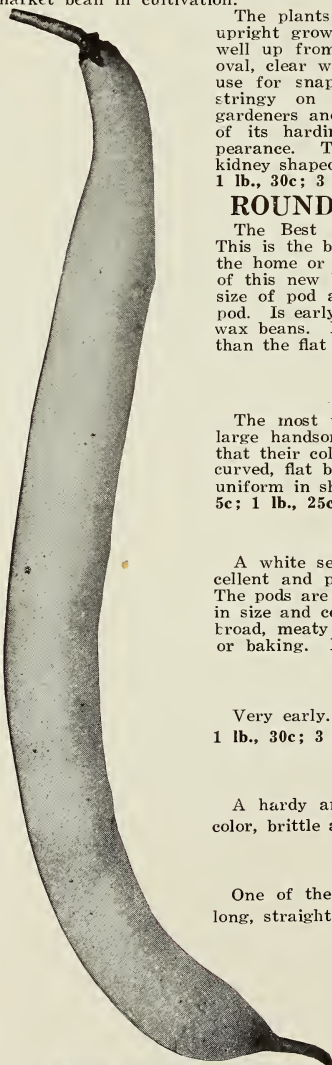 market bean in cultivation.
The plants
upright grow
well up from
oval, clear w
use for snap
stringy on
gardeners and
of its hardin
pearance. T
kidney shaped
1 lb., 30c; 3
ROUND
The Best
This is the b
the home or
of this new
size of pod a
pod. Is early
wax beans.
than the flat
The most
large handsor
that their col
curved, flat b
uniform in sh
5c; 1 lb., 25c
A white se
cellent and p
The pods are
in size and co
broad, meaty
or baking.
Very early.
1 lb., 30c; 3
A hardy an
color, brittle a
One of the
long, straight